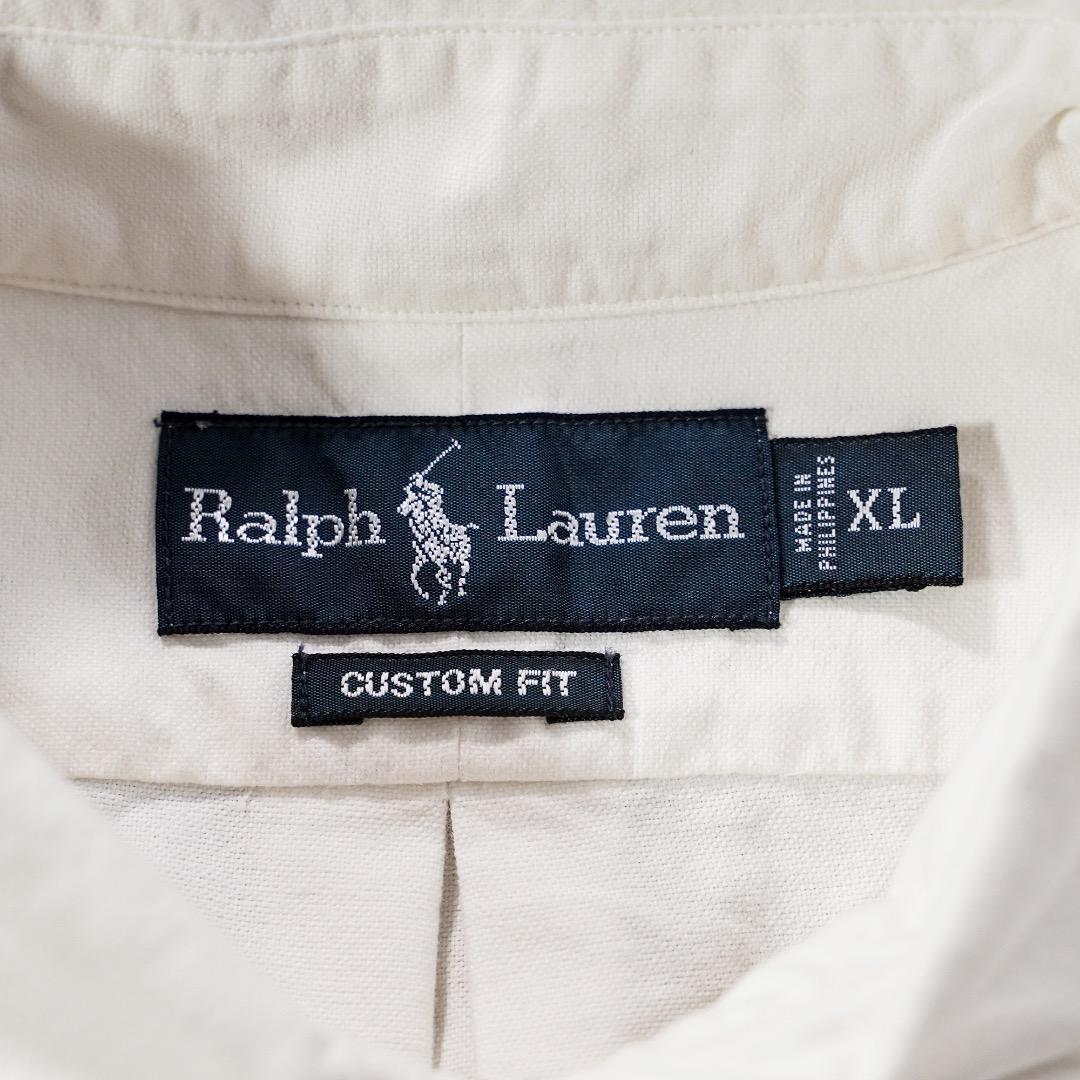 Ralph Lauren
MADE IN
PHILIPPINES
XL
CUSTOM FIT